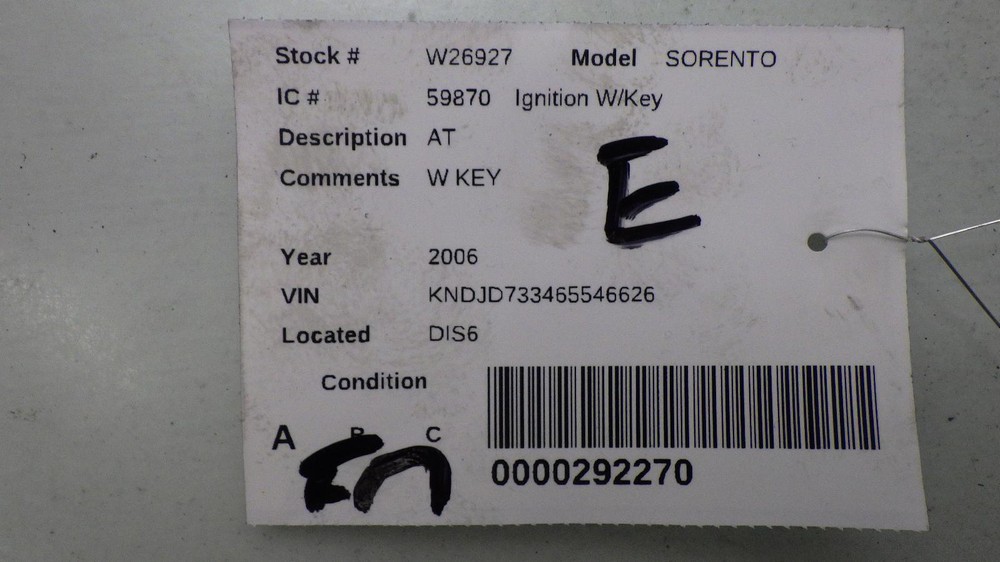 Stock # W26927 Model SORENTO
IC # 59870 Ignition W/Key
Description AT
Comments W KEY
E
Year 2006
VIN KNDJD733465546626
Located DIS6
Condition
A B C
0000292270